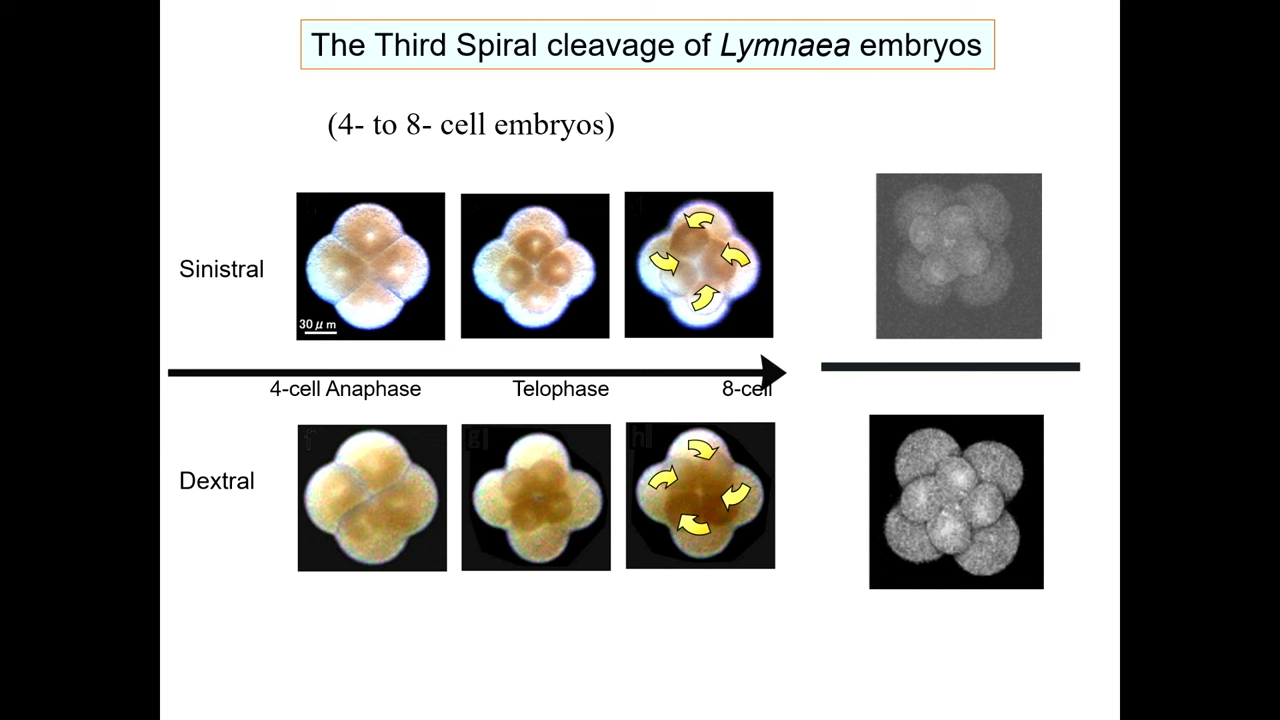 The Third Spiral cleavage of Lymnaea embryos
(4- to 8- cell embryos)
Sinistral
30 μ m
4-cell Anaphase Telophase 8-cell
Dextral
g
h